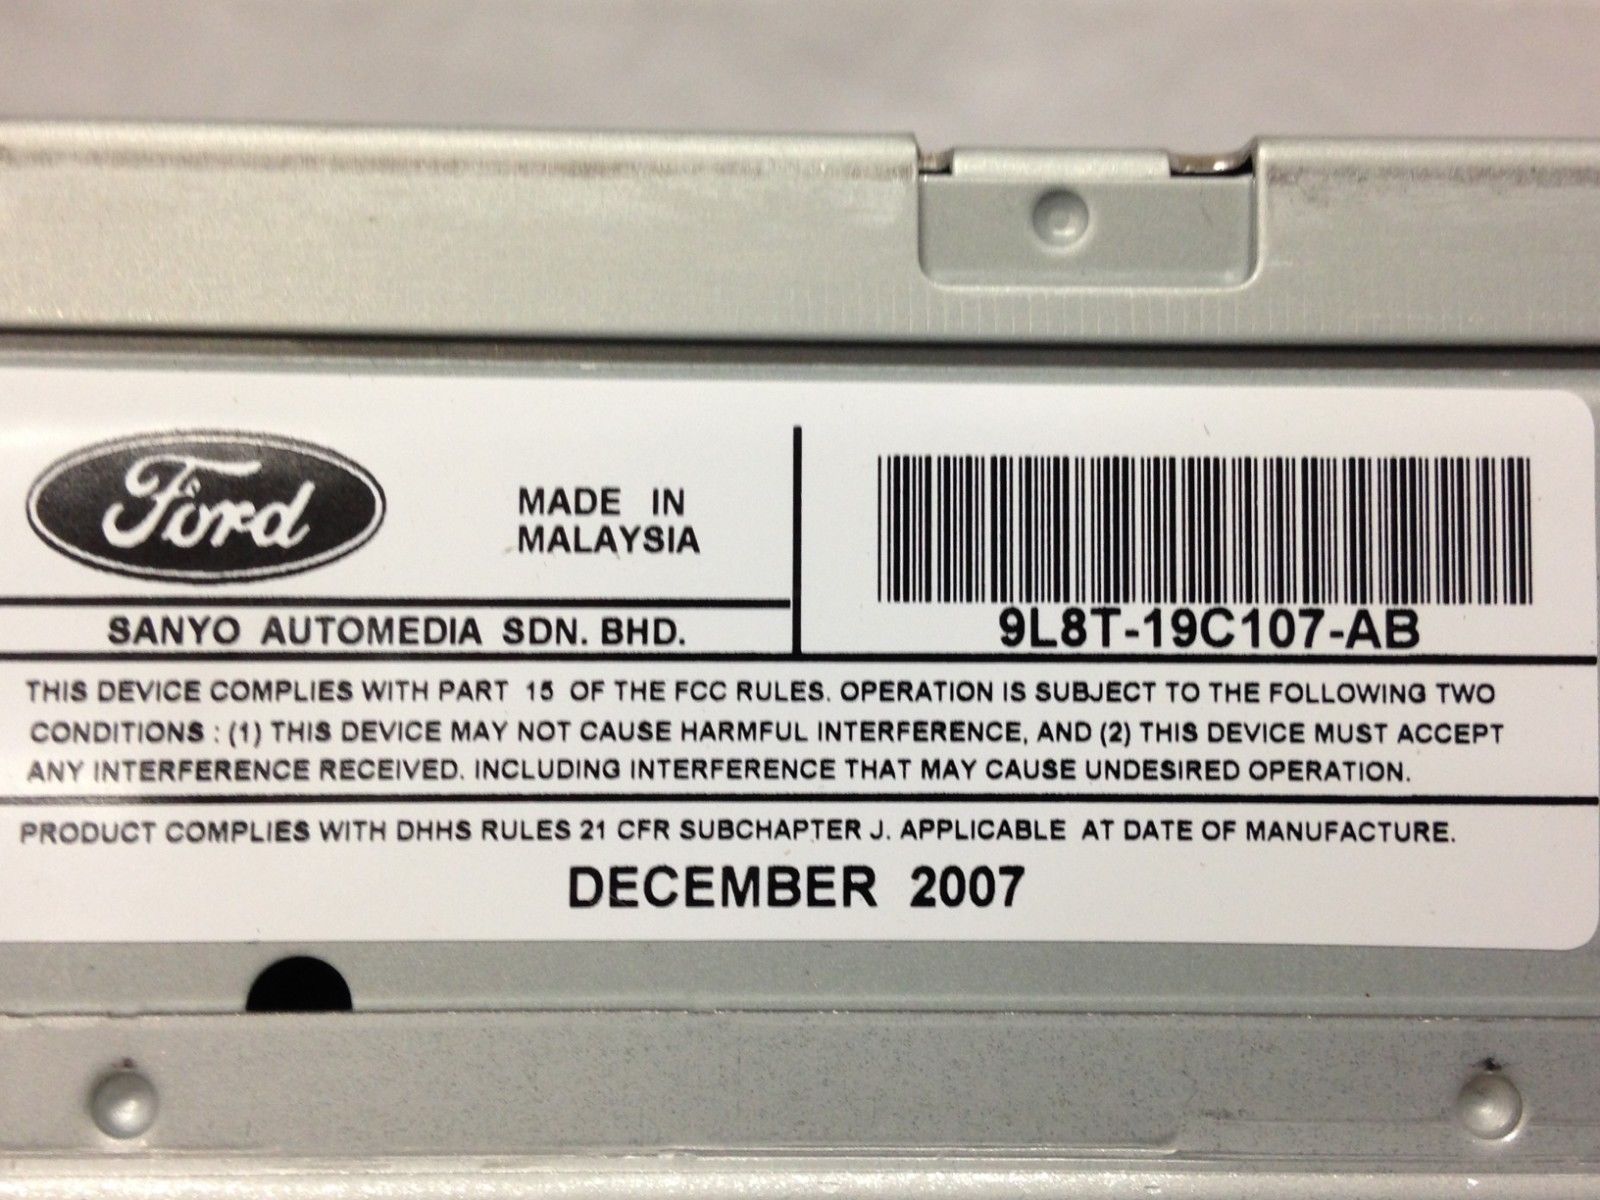 Ford
MADE IN
MALAYSIA
SANYO AUTOMEDIA SDN. BHD.
9L8T-19C107-AB
THIS DEVICE COMPLIES WITH PART 15 OF THE FCC RULES. OPERATION IS SUBJECT TO THE FOLLOWING TWO
CONDITIONS : (1) THIS DEVICE MAY NOT CAUSE HARMFUL INTERFERENCE, AND (2) THIS DEVICE MUST ACCEPT
ANY INTERFERENCE RECEIVED. INCLUDING INTERFERENCE THAT MAY CAUSE UNDESIRED OPERATION.
PRODUCT COMPLIES WITH DHHS RULES 21 CFR SUBCHAPTER J. APPLICABLE AT DATE OF MANUFACTURE.
DECEMBER 2007